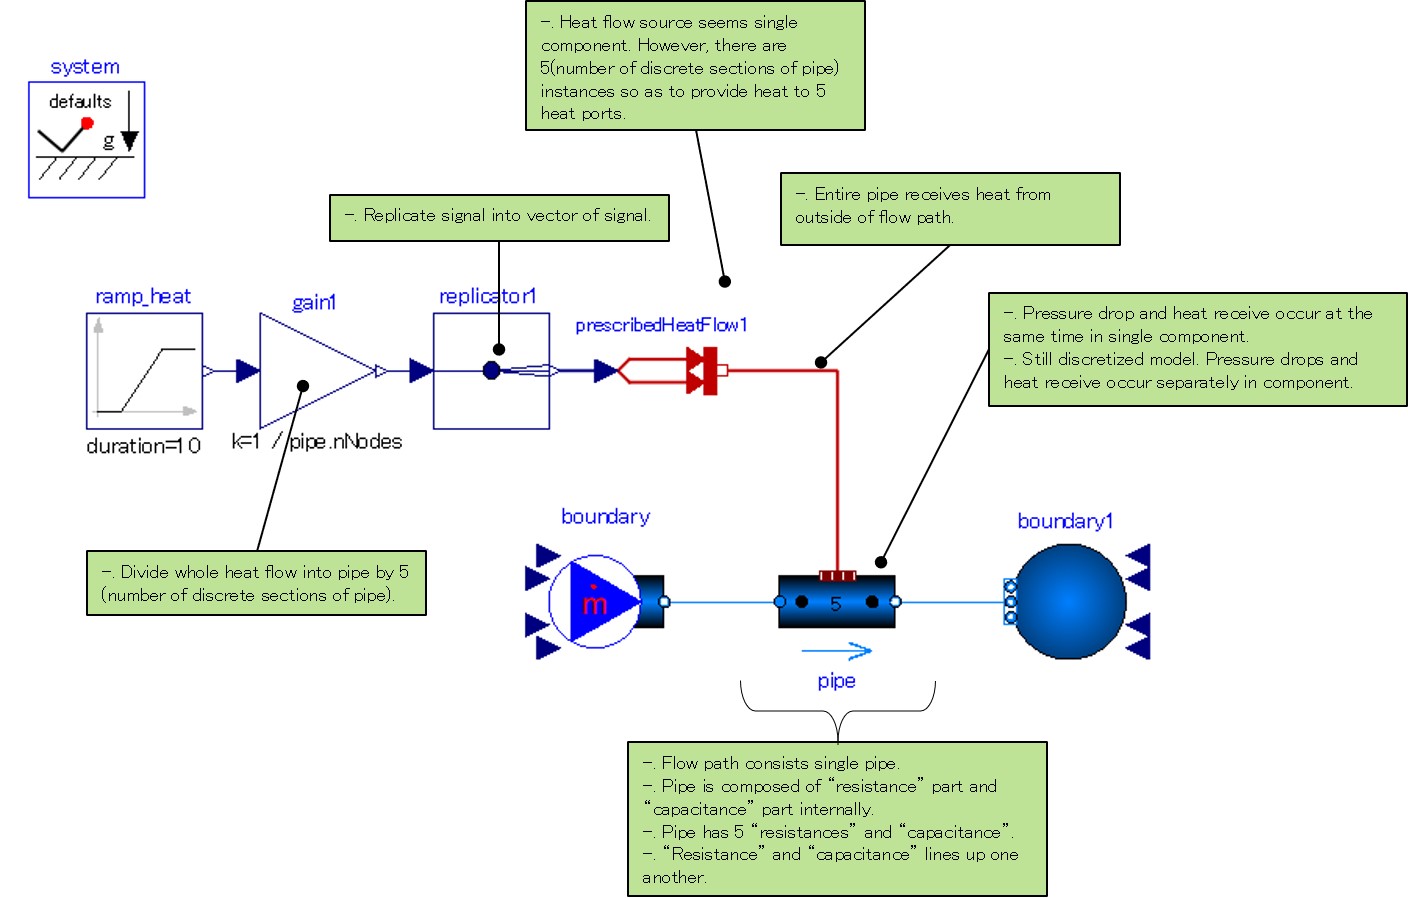 -. Heat flow source seems single
component. However, there are
5(number of discrete sections of pipe)
instances so as to provide heat to 5
heat ports.
system
defaults
g
-. Replicate signal into vector of signal.
-. Entire pipe receives heat from
outside of flow path.
ramp_heat
gain1
replicator1
prescribedHeatFlow1
-. Pressure drop and heat receive occur at the
same time in single component.
-. Still discretized model. Pressure drops and
heat receive occur separately in component.
duration=10
k=1 / pipe.nNodes
boundary
boundary1
-. Divide whole heat flow into pipe by 5
(number of discrete sections of pipe).
ṁ
5
pipe
-. Flow path consists single pipe.
-. Pipe is composed of “resistance” part and
“capacitance” part internally.
-. Pipe has 5 “resistances” and “capacitance”.
-. “Resistance” and “capacitance” lines up one
another.